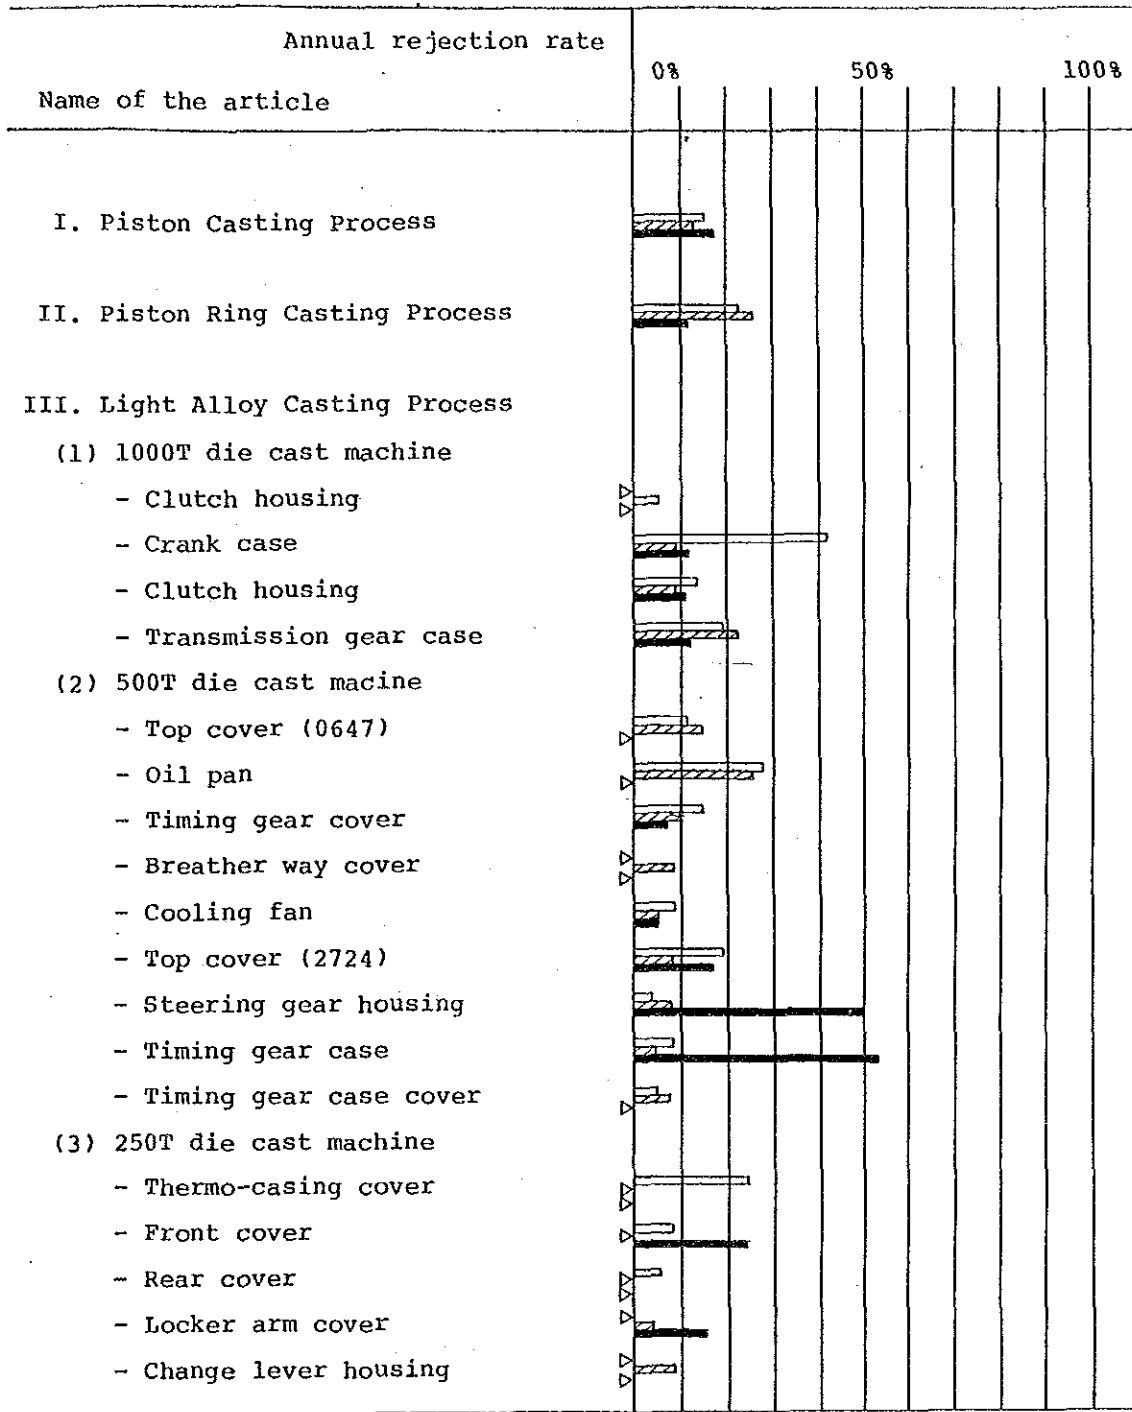 Annual rejection rate
0% 50% 100%
Name of the article
I. Piston Casting Process
II. Piston Ring Casting Process
III. Light Alloy Casting Process
(1) 1000T die cast machine
- Clutch housing
- Crank case
- Clutch housing
- Transmission gear case
(2) 500T die cast macine
- Top cover (0647)
- Oil pan
- Timing gear cover
- Breather way cover
- Cooling fan
- Top cover (2724)
- Steering gear housing
- Timing gear case
- Timing gear case cover
(3) 250T die cast machine
- Thermo-casing cover
- Front cover
- Rear cover
- Locker arm cover
- Change lever housing